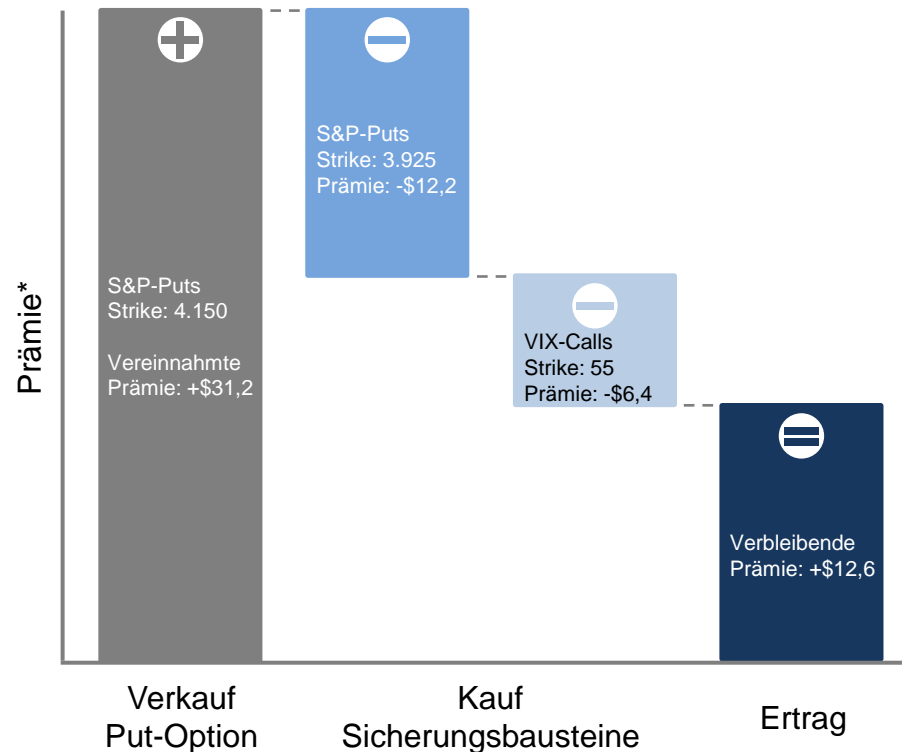 Prämie*
S&P-Puts
Strike: 4.150
Vereinnahmte
Prämie: +$31,2
S&P-Puts
Strike: 3.925
Prämie: -$12,2
VIX-Calls
Strike: 55
Prämie: -$6,4
Verbleibende
Prämie: +$12,6
Verkauf
Put-Option
Kauf
Sicherungsbausteine
Ertrag